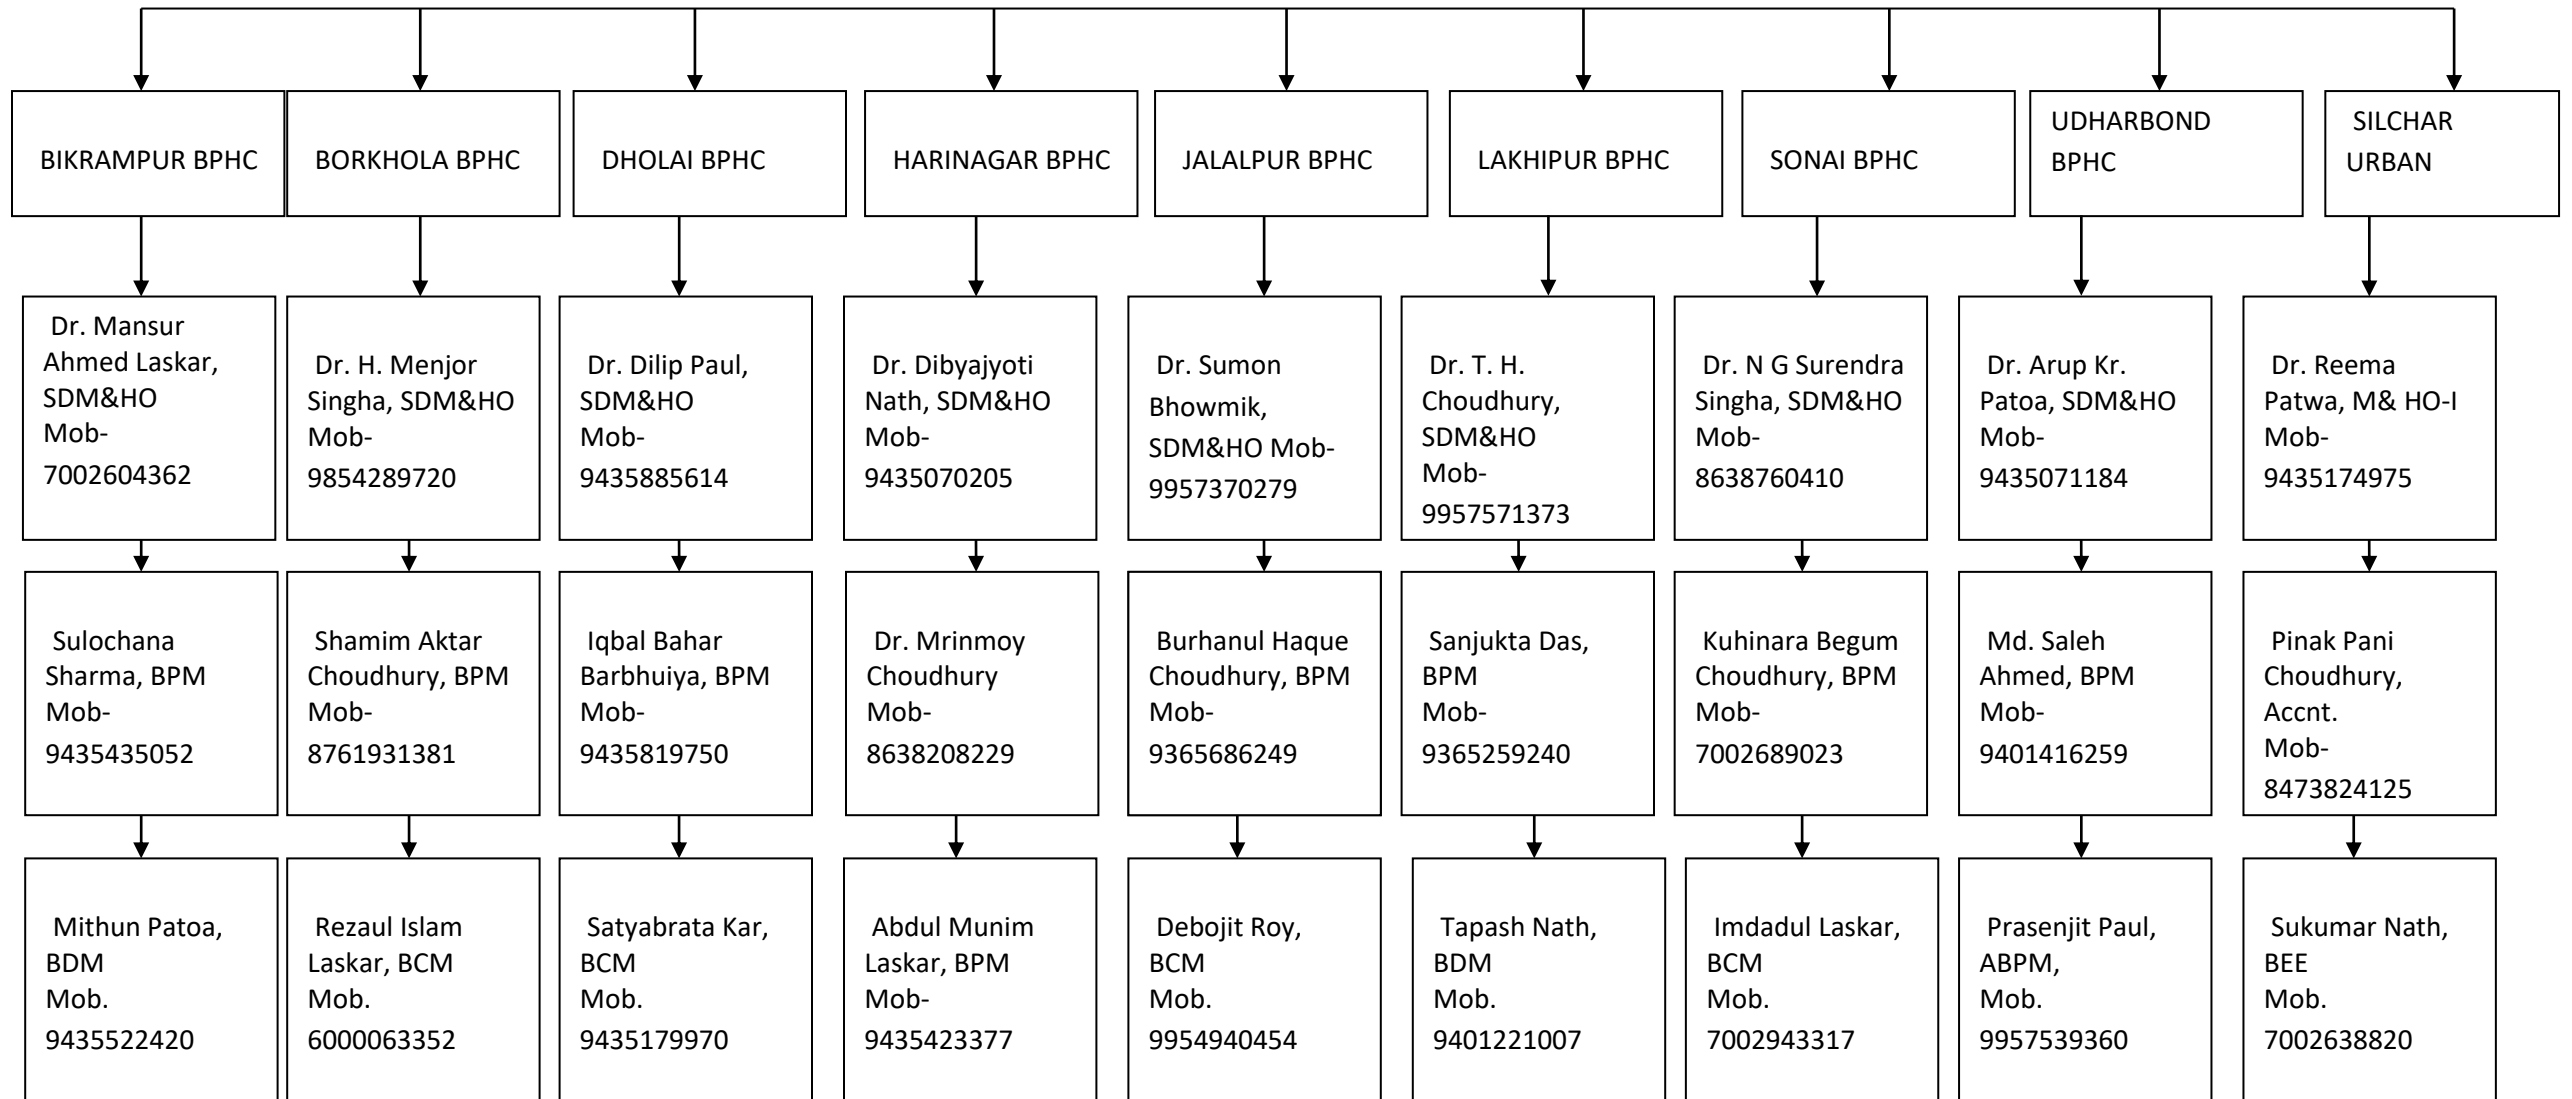 BIKRAMPUR BPHC
BORKHOLA BPHC
DHOLAI BPHC
HARINAGAR BPHC
JALALPUR BPHC
LAKHIPUR BPHC
SONAI BPHC
UDHARBOND
BPHC
SILCHAR
URBAN
Dr. Mansur
Ahmed Laskar,
SDM&HO
Mob-
7002604362
Dr. H. Menjor
Singha, SDM&HO
Mob-
9854289720
Dr. Dilip Paul,
SDM&HO
Mob-
9435885614
Dr. Dibyajyoti
Nath, SDM&HO
Mob-
9435070205
Dr. Sumon
Bhowmik,
SDM&HO Mob-
9957370279
Dr. T. H.
Choudhury,
SDM&HO
Mob-
9957571373
Dr. N G Surendra
Singha, SDM&HO
Mob-
8638760410
Dr. Arup Kr.
Patoa, SDM&HO
Mob-
9435071184
Dr. Reema
Patwa, M& HO-I
Mob-
9435174975
Sulochana
Sharma, BPM
Mob-
9435435052
Shamim Aktar
Choudhury, BPM
Mob-
8761931381
Iqbal Bahar
Barbhuiya, BPM
Mob-
9435819750
Dr. Mrinmoy
Choudhury
Mob-
8638208229
Burhanul Haque
Choudhury, BPM
Mob-
9365686249
Sanjukta Das,
BPM
Mob-
9365259240
Kuhinara Begum
Choudhury, BPM
Mob-
7002689023
Md. Saleh
Ahmed, BPM
Mob-
9401416259
Pinak Pani
Choudhury,
Accnt.
Mob-
8473824125
Mithun Patoa,
BDM
Mob.
9435522420
Rezaul Islam
Laskar, BCM
Mob.
6000063352
Satyabrata Kar,
BCM
Mob.
9435179970
Abdul Munim
Laskar, BPM
Mob-
9435423377
Debojit Roy,
BCM
Mob.
9954940454
Tapash Nath,
BDM
Mob.
9401221007
Imdadul Laskar,
BCM
Mob.
7002943317
Prasenjit Paul,
ABPM,
Mob.
9957539360
Sukumar Nath,
BEE
Mob.
7002638820